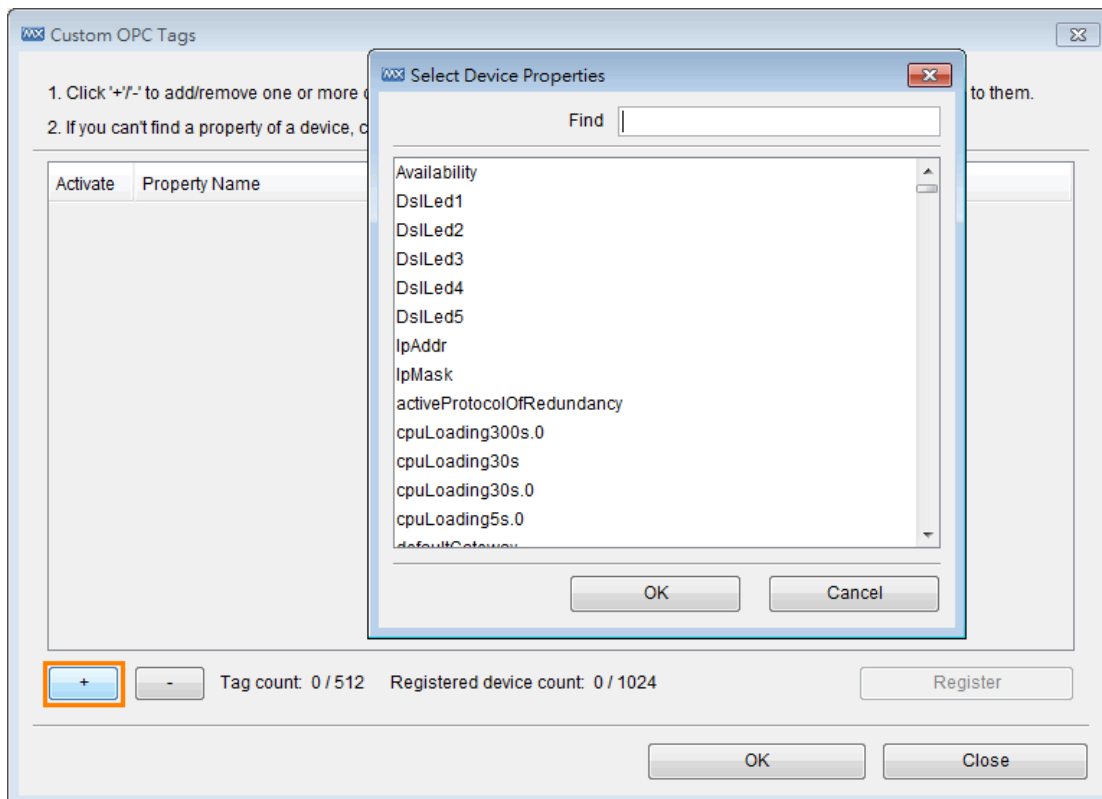 Custom OPC Tags
Select Device Properties
1. Click '+'/'-' to add/remove one or more to them.
2. If you can't find a property of a device,
Find
Activate Property Name
Availability
DslLed1
DslLed2
DslLed3
DslLed4
DslLed5
IpAddr
IpMask
activeProtocolOfRedundancy
cpuLoading300s.0
cpuLoading30s
cpuLoading30s.0
cpuLoading5s.0
defaultGateway
OK Cancel
+ - Tag count: 0 / 512 Registered device count: 0 / 1024 Register
OK Close